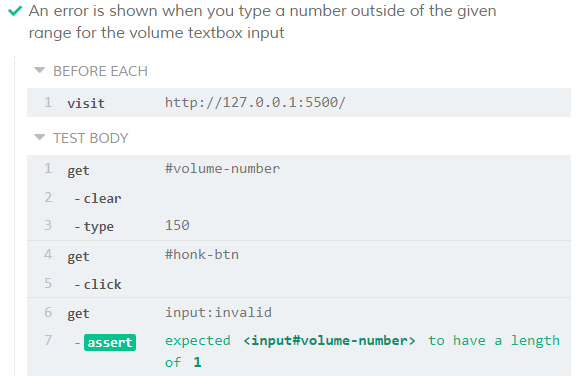 An error is shown when you type a number outside of the given
range for the volume textbox input
BEFORE EACH
1 visit http://127.0.0.1:5500/
TEST BODY
1 get #volume-number
2 - clear
3 - type 150
4 get #honk-btn
5 - click
6 get input:invalid
7 - assert expected <input#volume-number> to have a length
of 1